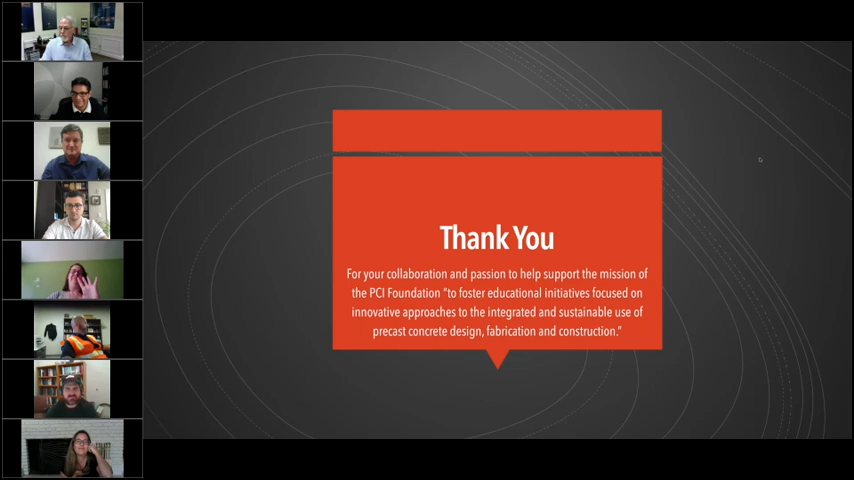 Thank You
For your collaboration and passion to help support the mission of
the PCI Foundation "to foster educational initiatives focused on
innovative approaches to the integrated and sustainable use of
precast concrete design, fabrication and construction."